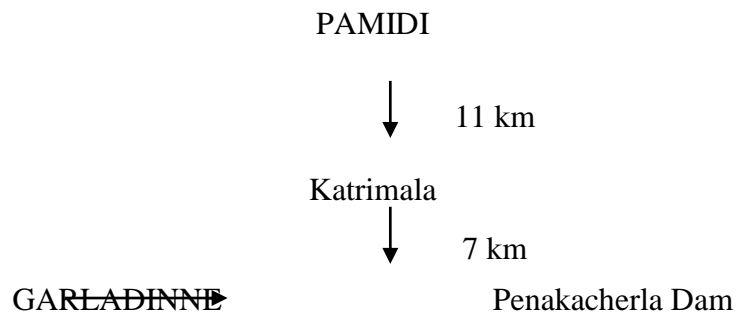 PAMIDI
11 km
Katrimala
7 km
GARLADINNE Penakacherla Dam